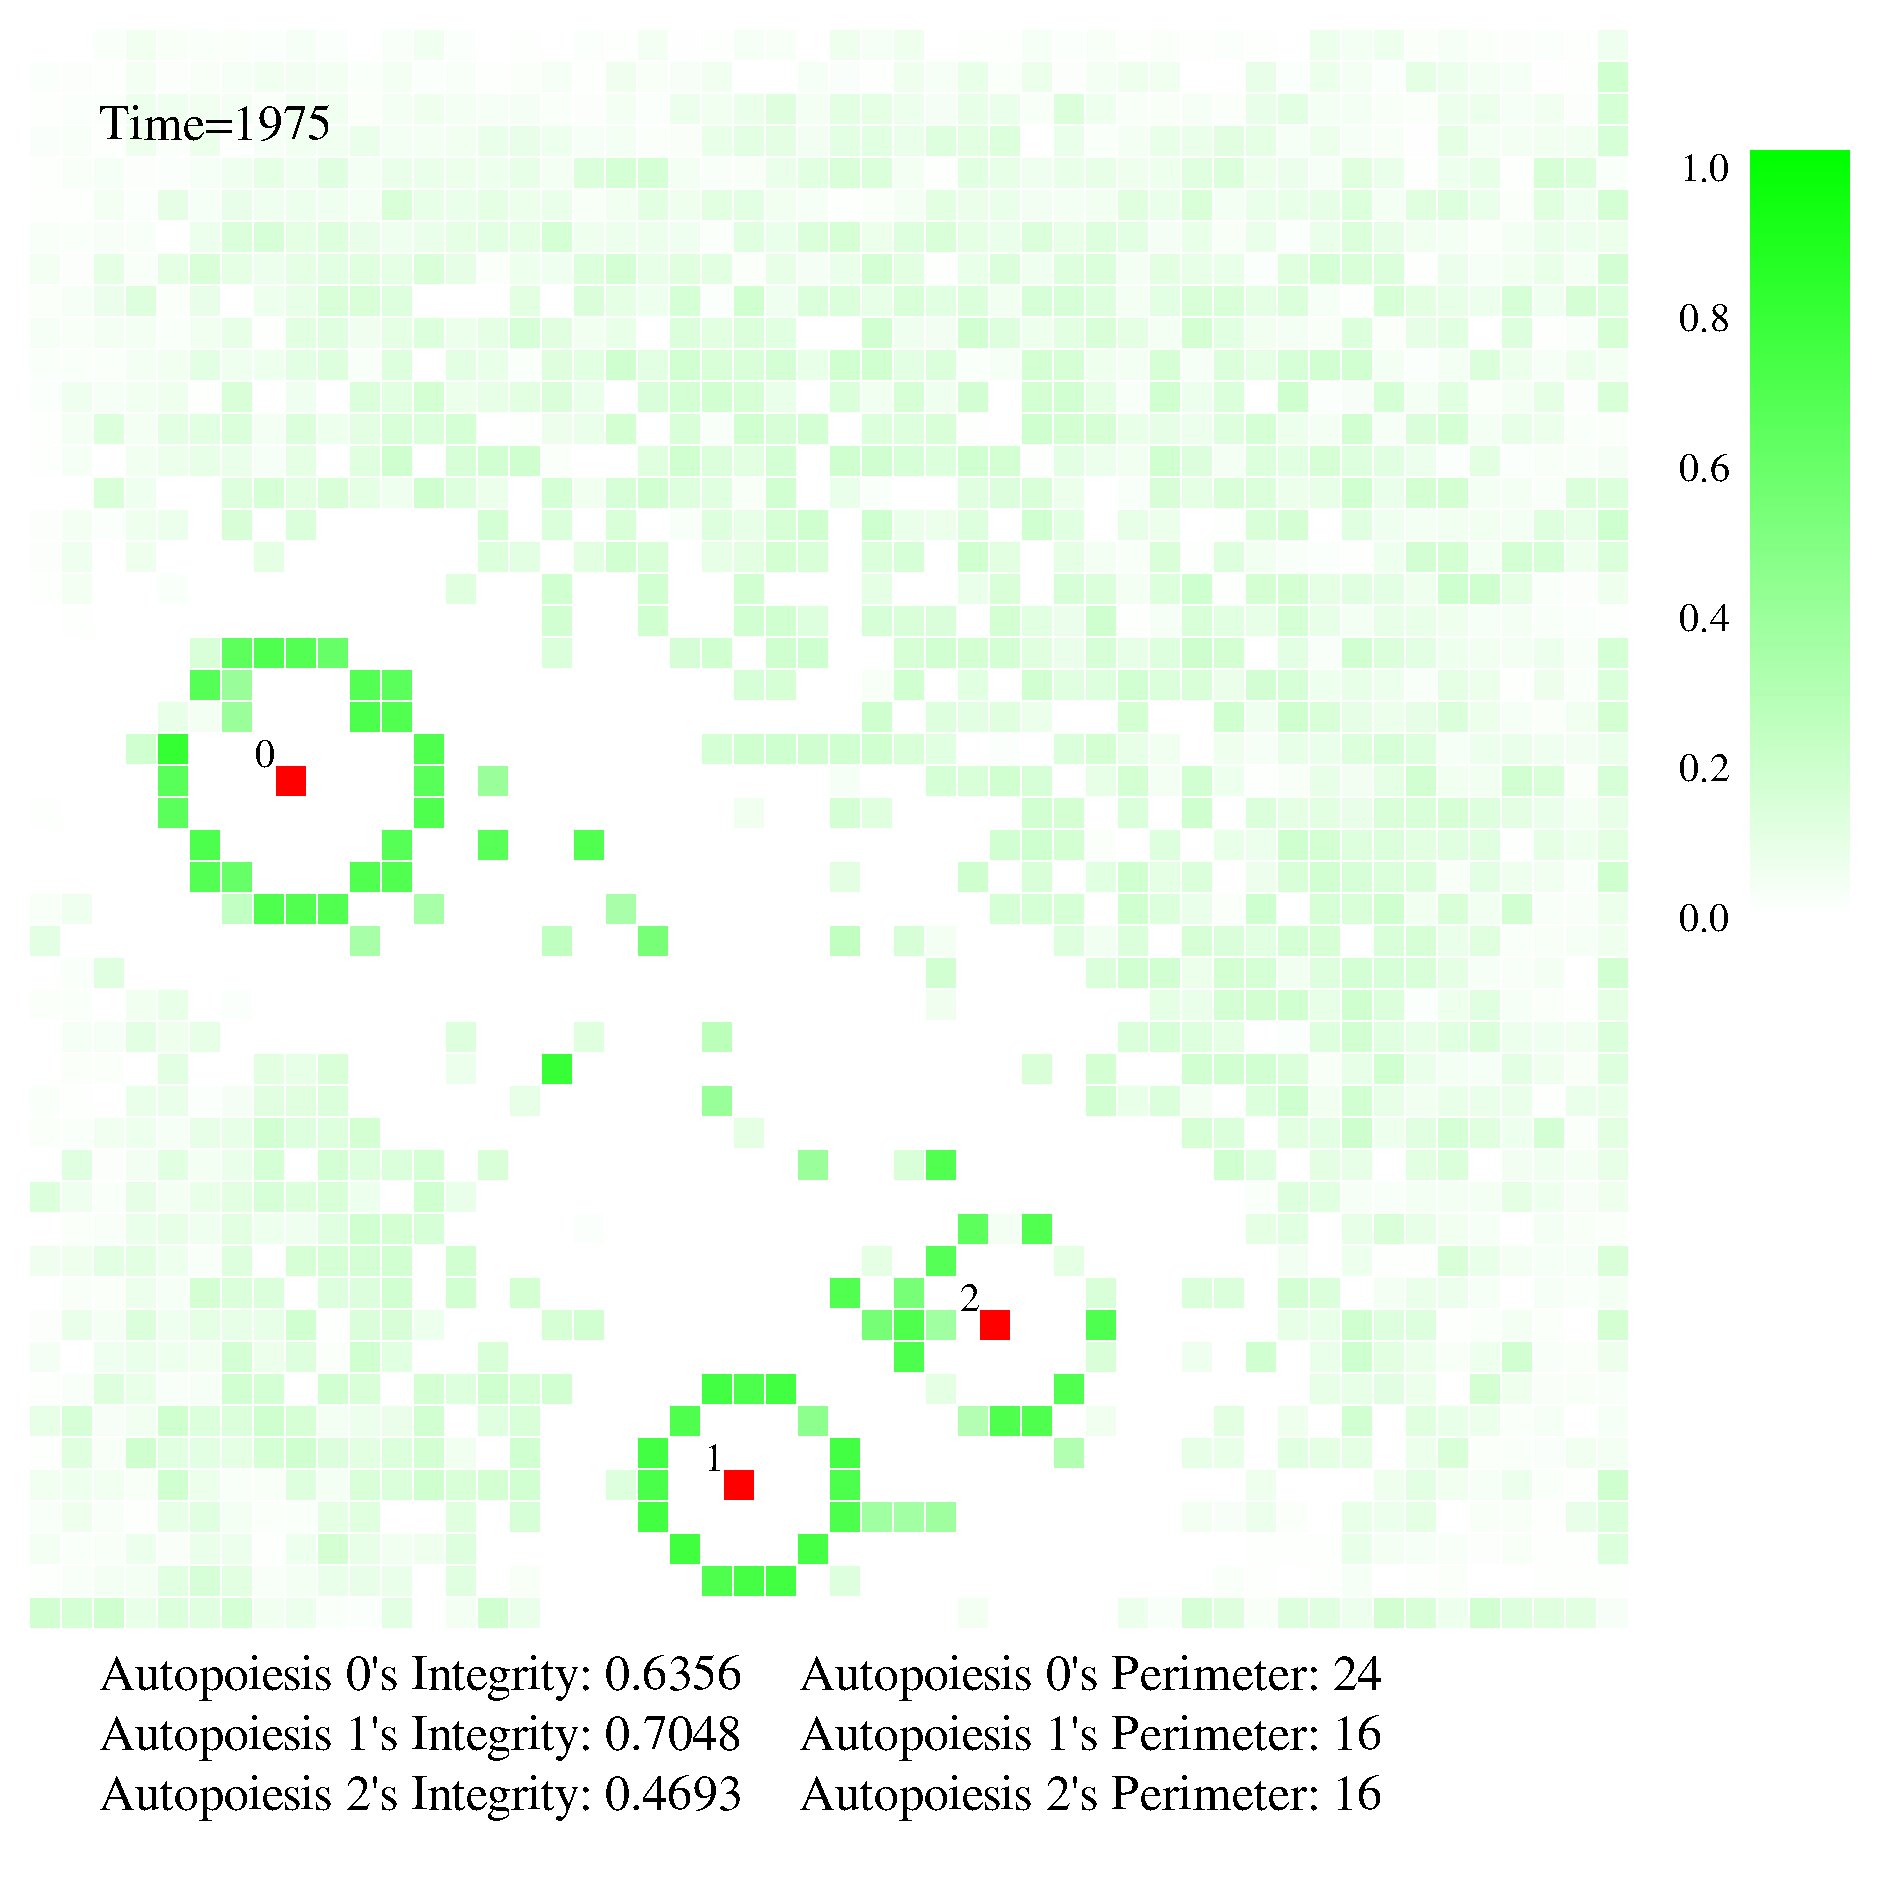 Time=1975
1.0
0.8
0.6
0.4
0.2
0.0
0
2
1
Autopoiesis 0's Integrity: 0.6356 Autopoiesis 0's Perimeter: 24
Autopoiesis 1's Integrity: 0.7048 Autopoiesis 1's Perimeter: 16
Autopoiesis 2's Integrity: 0.4693 Autopoiesis 2's Perimeter: 16